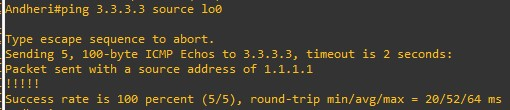 Andheri#ping 3.3.3.3 source lo0
Type escape sequence to abort.
Sending 5, 100-byte ICMP Echos to 3.3.3.3, timeout is 2 seconds:
Packet sent with a source address of 1.1.1.1
!!!!!
Success rate is 100 percent (5/5), round-trip min/avg/max = 20/52/64 ms